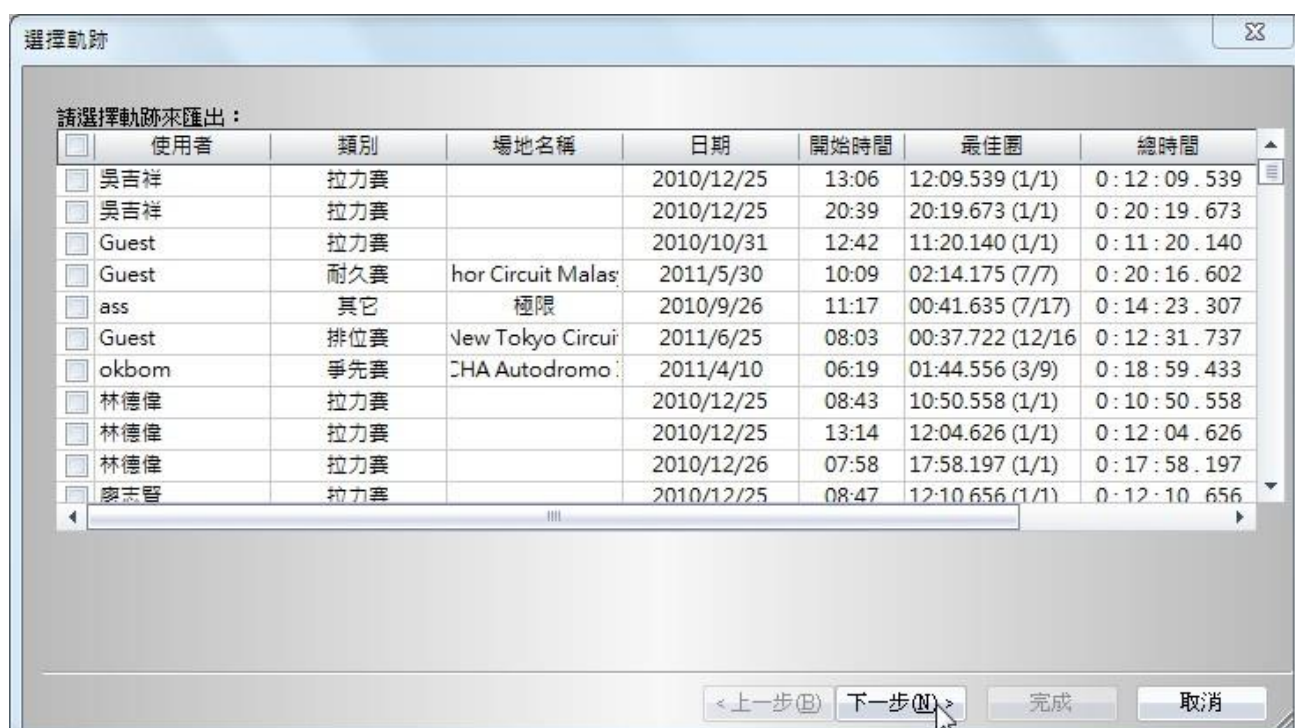 選擇軌跡
請選擇軌跡來匯出：
使用者 類別 場地名稱 日期 開始時間 最佳圈 總時間
吳吉祥 拉力賽 2010/12/25 13:06 12:09.539 (1/1) 0:12:09.539
吳吉祥 拉力賽 2010/12/25 20:39 20:19.673 (1/1) 0:20:19.673
Guest 拉力賽 2010/10/31 12:42 11:20.140 (1/1) 0:11:20.140
Guest 耐久賽 hor Circuit Malas 2011/5/30 10:09 02:14.175 (7/7) 0:20:16.602
ass 其它 極限 2010/9/26 11:17 00:41.635 (7/17) 0:14:23.307
Guest 排位賽 New Tokyo Circui 2011/6/25 08:03 00:37.722 (12/16 0:12:31.737
okbom 爭先賽 CHA Autodromo 2011/4/10 06:19 01:44.556 (3/9) 0:18:59.433
林德偉 拉力賽 2010/12/25 08:43 10:50.558 (1/1) 0:10:50.558
林德偉 拉力賽 2010/12/25 13:14 12:04.626 (1/1) 0:12:04.626
林德偉 拉力賽 2010/12/26 07:58 17:58.197 (1/1) 0:17:58.197
廖志賢 拉力賽 2010/12/25 08:47 12:10.656 (1/1) 0:12:10.656
<上一步(B) 下一步(N)> 完成 取消